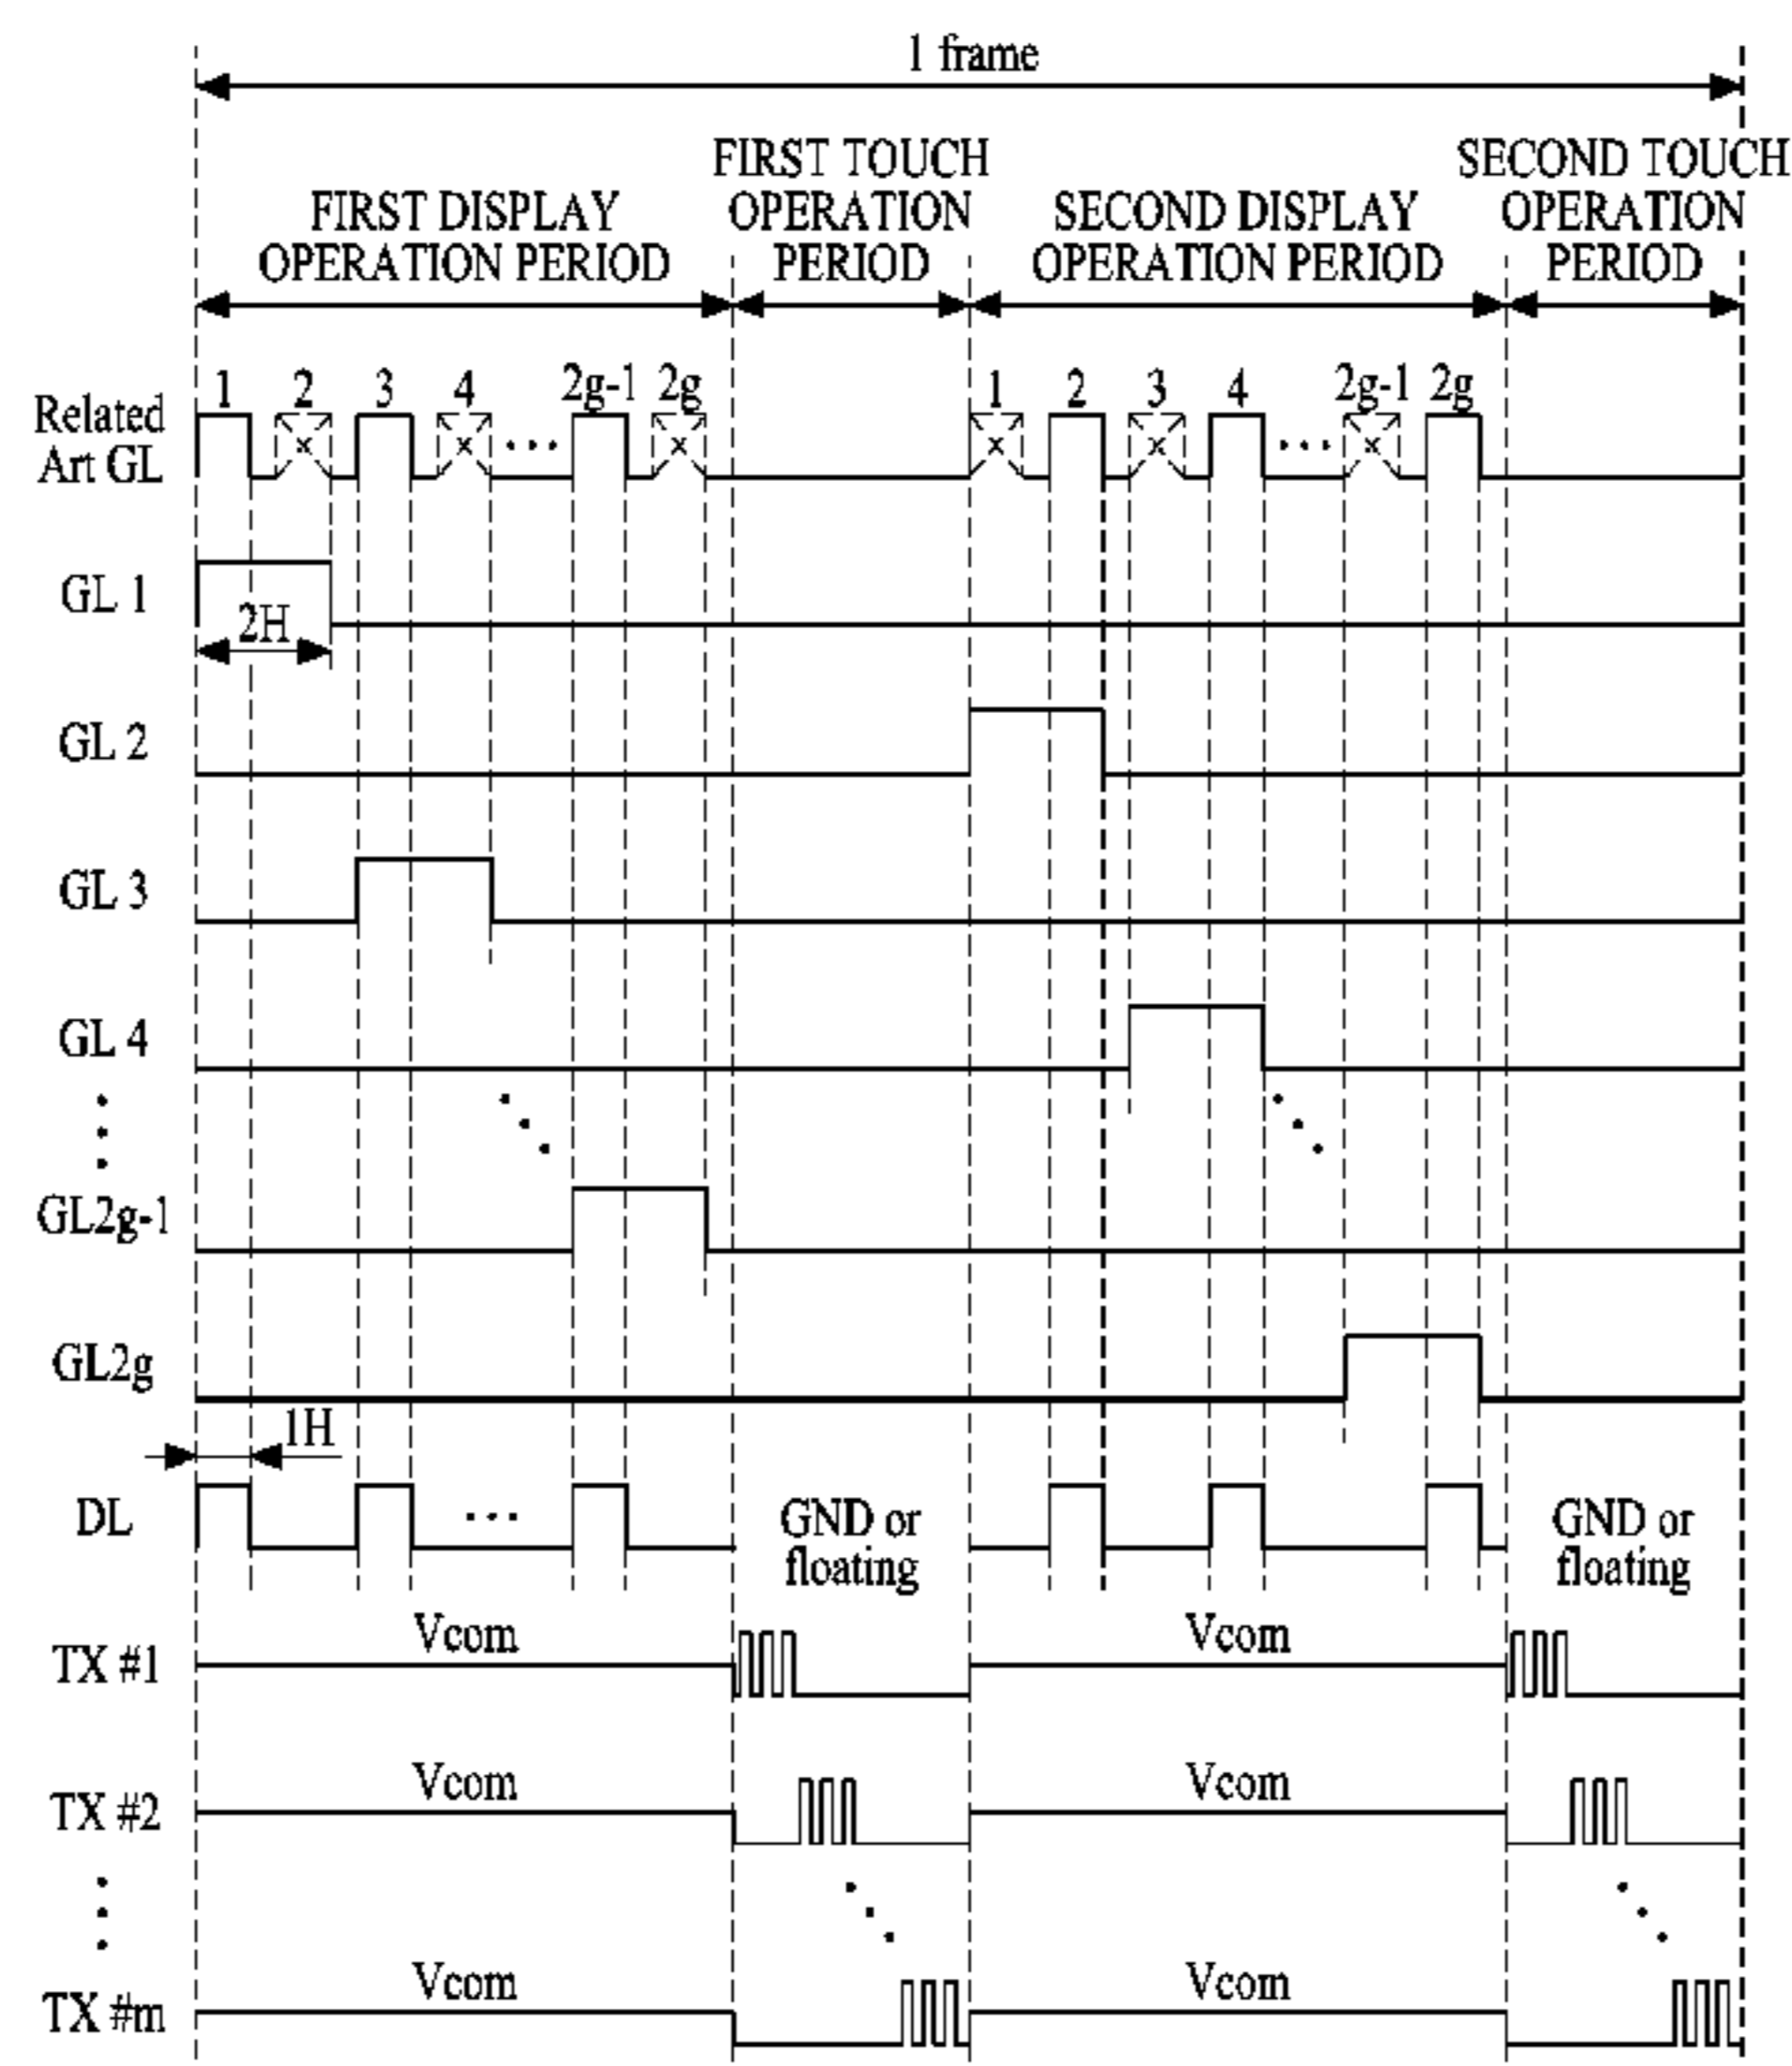 1 frame
FIRST TOUCH
OPERATION
PERIOD
SECOND TOUCH
OPERATION
PERIOD
FIRST DISPLAY
OPERATION PERIOD
SECOND DISPLAY
OPERATION PERIOD
1 2 3 4 2g-1 2g 1 2 3 4 2g-1 2g
Related
Art GL
GL 1
2H
GL 2
GL 3
GL 4
GL2g-1
GL2g
1H
DL
GND or
floating
GND or
floating
TX #1 Vcom Vcom
TX #2 Vcom Vcom
TX #m Vcom Vcom